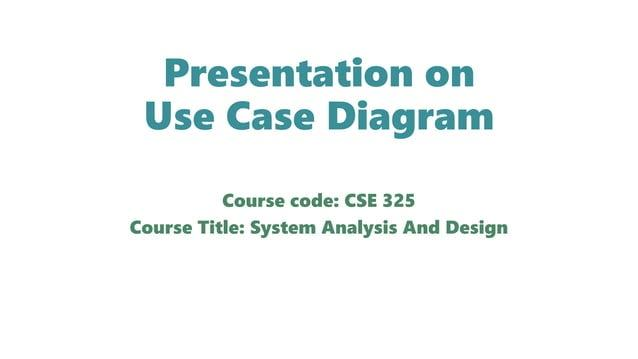 Presentation on
Use Case Diagram
Course code: CSE 325
Course Title: System Analysis And Design